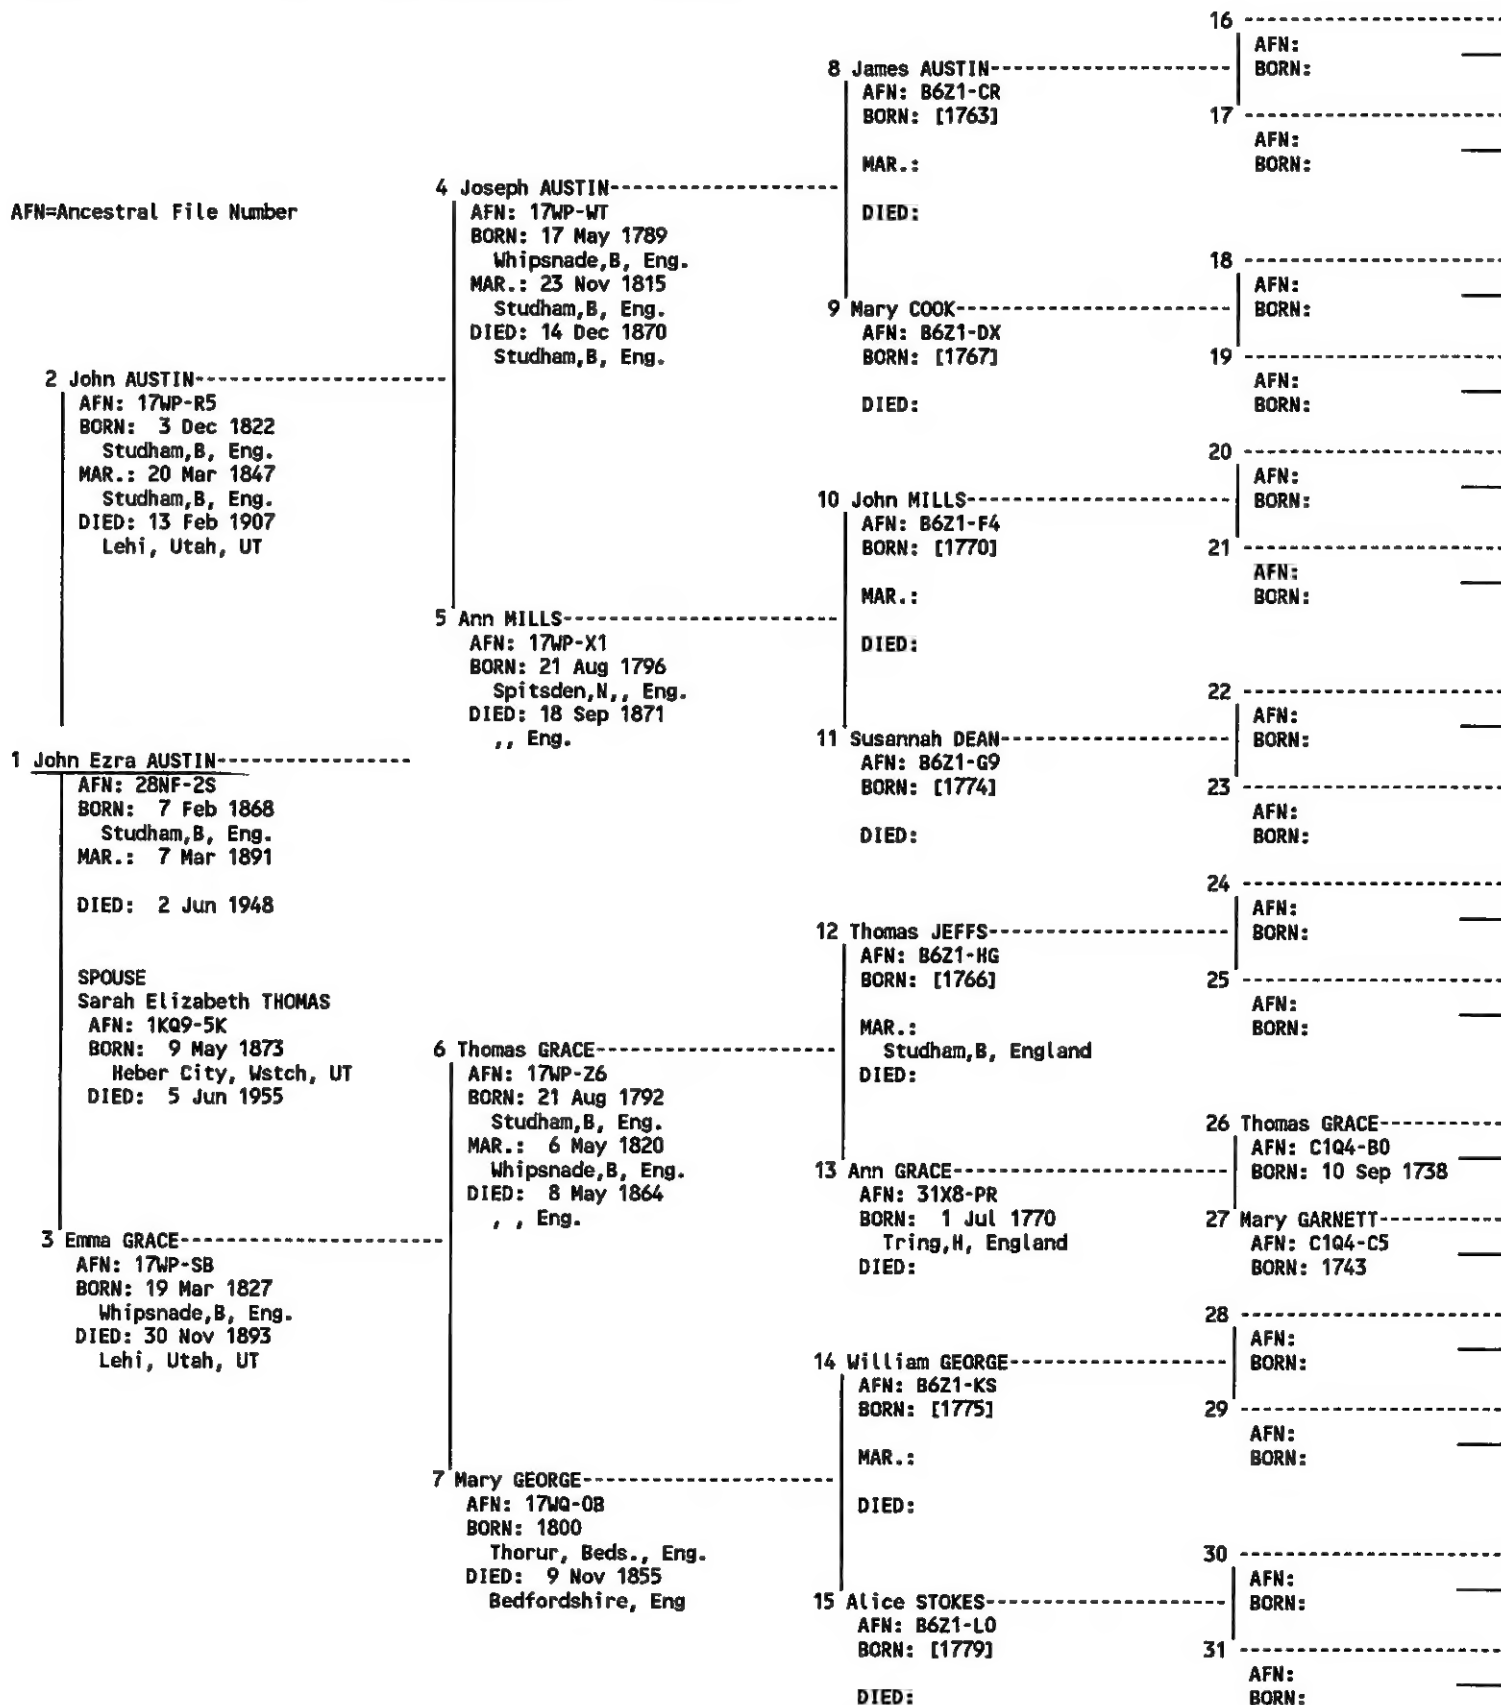 AFN=Ancestral File Number
1 John Ezra AUSTIN
AFN: 28NF-2S
BORN: 7 Feb 1868
Studham,B, Eng.
MAR.: 7 Mar 1891
DIED: 2 Jun 1948
SPOUSE
Sarah Elizabeth THOMAS
AFN: 1KQ9-5K
BORN: 9 May 1873
Heber City, Wstch, UT
DIED: 5 Jun 1955
2 John AUSTIN
AFN: 17WP-R5
BORN: 3 Dec 1822
Studham,B, Eng.
MAR.: 20 Mar 1847
Studham,B, Eng.
DIED: 13 Feb 1907
Lehi, Utah, UT
3 Emma GRACE
AFN: 17WP-SB
BORN: 19 Mar 1827
Whipsnade,B, Eng.
DIED: 30 Nov 1893
Lehi, Utah, UT
4 Joseph AUSTIN
AFN: 17WP-WT
BORN: 17 May 1789
Whipsnade,B, Eng.
MAR.: 23 Nov 1815
Studham,B, Eng.
DIED: 14 Dec 1870
Studham,B, Eng.
5 Ann MILLS
AFN: 17WP-X1
BORN: 21 Aug 1796
Spitsden,N,, Eng.
DIED: 18 Sep 1871
,, Eng.
6 Thomas GRACE
AFN: 17WP-Z6
BORN: 21 Aug 1792
Studham,B, Eng.
MAR.: 6 May 1820
Whipsnade,B, Eng.
DIED: 8 May 1864
, , Eng.
7 Mary GEORGE
AFN: 17WQ-0B
BORN: 1800
Thorur, Beds., Eng.
DIED: 9 Nov 1855
Bedfordshire, Eng
8 James AUSTIN
AFN: B6Z1-CR
BORN: [1763]
MAR.:
DIED:
9 Mary COOK
AFN: B6Z1-DX
BORN: [1767]
DIED:
10 John MILLS
AFN: B6Z1-F4
BORN: [1770]
MAR.:
DIED:
11 Susannah DEAN
AFN: B6Z1-G9
BORN: [1774]
DIED:
12 Thomas JEFFS
AFN: B6Z1-HG
BORN: [1766]
MAR.:
Studham,B, England
DIED:
13 Ann GRACE
AFN: 31X8-PR
BORN: 1 Jul 1770
Tring,H, England
DIED:
14 William GEORGE
AFN: B6Z1-KS
BORN: [1775]
MAR.:
DIED:
15 Alice STOKES
AFN: B6Z1-L0
BORN: [1779]
DIED:
16
AFN:
BORN:
17
AFN:
BORN:
18
AFN:
BORN:
19
AFN:
BORN:
20
AFN:
BORN:
21
AFN:
BORN:
22
AFN:
BORN:
23
AFN:
BORN:
24
AFN:
BORN:
25
AFN:
BORN:
26 Thomas GRACE
AFN: C1Q4-B0
BORN: 10 Sep 1738
27 Mary GARNETT
AFN: C1Q4-C5
BORN: 1743
28
AFN:
BORN:
29
AFN:
BORN:
30
AFN:
BORN:
31
AFN:
BORN: